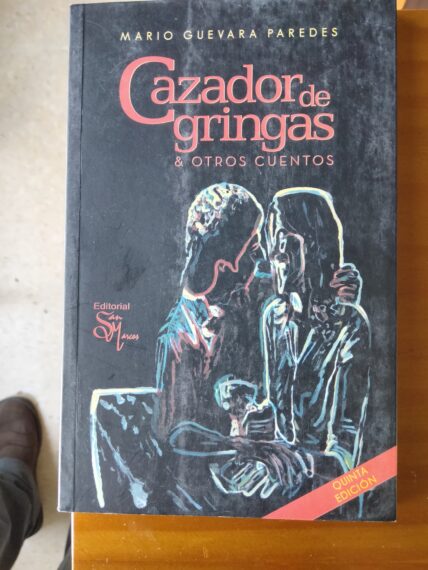 MARIO GUEVARA PAREDES
Cazador de
gringas
& OTROS CUENTOS
Editorial
San
Marcos
QUINTA
EDICIÓN